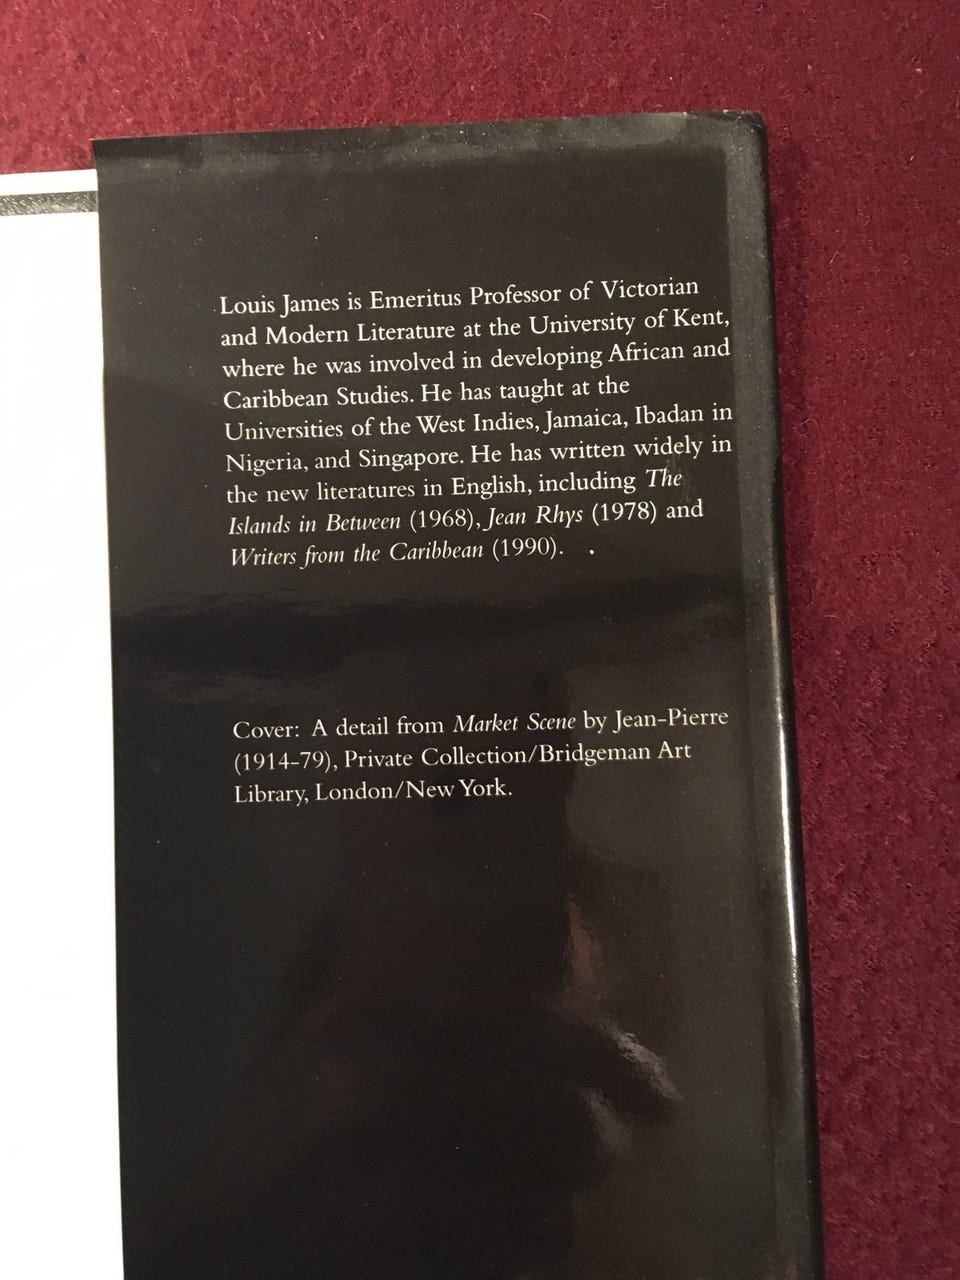 Louis James is Emeritus Professor of Victorian
and Modern Literature at the University of Kent,
where he was involved in developing African and
Caribbean Studies. He has taught at the
Universities of the West Indies, Jamaica, Ibadan in
Nigeria, and Singapore. He has written widely in
the new literatures in English, including The
Islands in Between (1968), Jean Rhys (1978) and
Writers from the Caribbean (1990).
Cover: A detail from Market Scene by Jean-Pierre
(1914-79), Private Collection/Bridgeman Art
Library, London/New York.